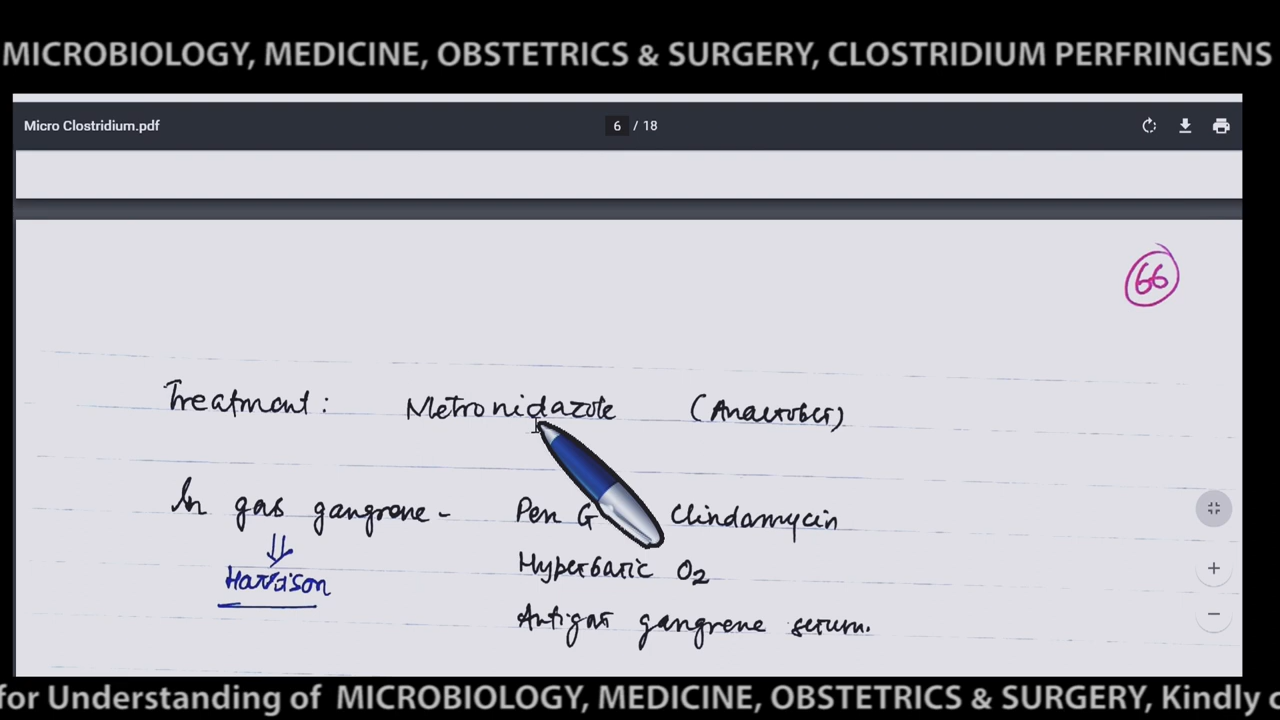 MICROBIOLOGY, MEDICINE, OBSTETRICS & SURGERY, CLOSTRIDIUM PERFRINGENS
Micro Clostridium.pdf 6 / 18
66
Treatment: Metronidazole (Anaerobes)
In gas gangrene - Pen G Clindamycin
Harrison Hyperbaric O2
Antigas gangrene serum.
for Understanding of MICROBIOLOGY, MEDICINE, OBSTETRICS & SURGERY, Kindly